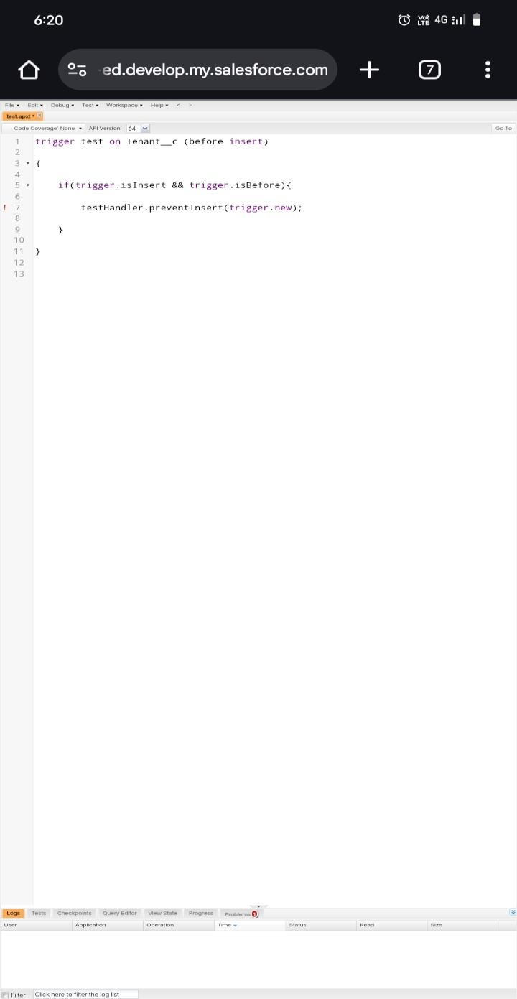 6:20 Vo) LTE 4G
-ed.develop.my.salesforce.com 7
File Edit Debug Test Workspace Help < >
test.apxt *
Code Coverage: None API Version: 64 Go To
1 trigger test on Tenant__c (before insert)
2
3 {
4
5 if(trigger.isInsert && trigger.isBefore){
6
! 7 testHandler.preventInsert(trigger.new);
8
9 }
10
11 }
12
13
Logs Tests Checkpoints Query Editor View State Progress Problems 1
User Application Operation Time Status Read Size
Filter Click here to filter the log list